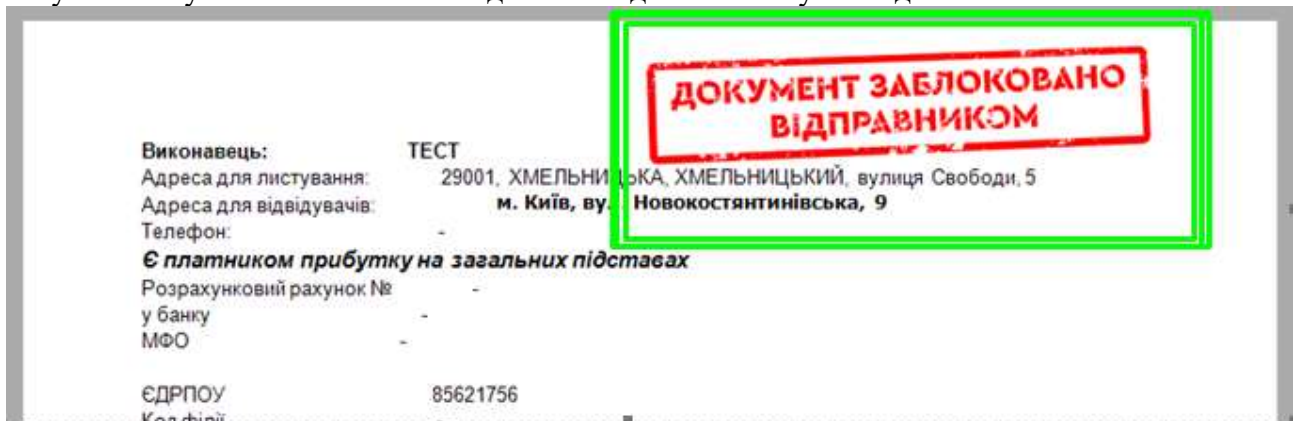 ДОКУМЕНТ ЗАБЛОКОВАНО
ВІДПРАВНИКОМ
Виконавець: ТЕСТ
Адреса для листування: 29001, ХМЕЛЬНИЦЬКА, ХМЕЛЬНИЦЬКИЙ, вулиця Свободи, 5
Адреса для відвідувачів: м. Київ, ву. Новокостянтинівська, 9
Телефон: -
Є платником прибутку на загальних підставах
Розрахунковий рахунок № -
у банку -
МФО -
ЄДРПОУ 85621756